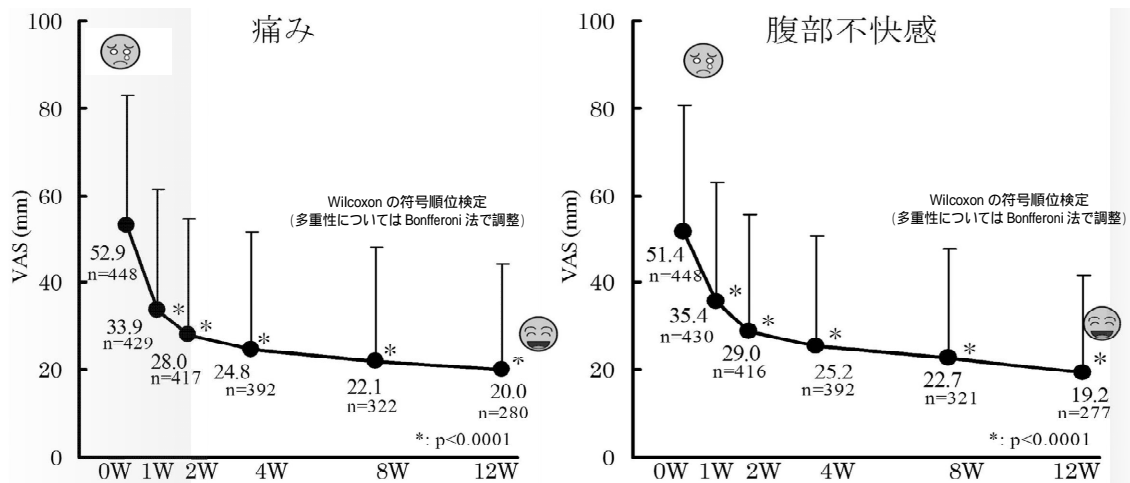 痛み
100
80
60
40
20
0
VAS (mm)
Wilcoxon の符号順位検定
(多重性については Bonfferoni 法で調整)
52.9
n=448
33.9
n=429
28.0
n=417
24.8
n=392
22.1
n=322
20.0
n=280
*
*
*
*
*
*: p<0.0001
0W 1W 2W 4W 8W 12W
腹部不快感
100
80
60
40
20
0
VAS (mm)
Wilcoxon の符号順位検定
(多重性については Bonfferoni 法で調整)
51.4
n=448
35.4
n=430
29.0
n=416
25.2
n=392
22.7
n=321
19.2
n=277
*
*
*
*
*
*: p<0.0001
0W 1W 2W 4W 8W 12W